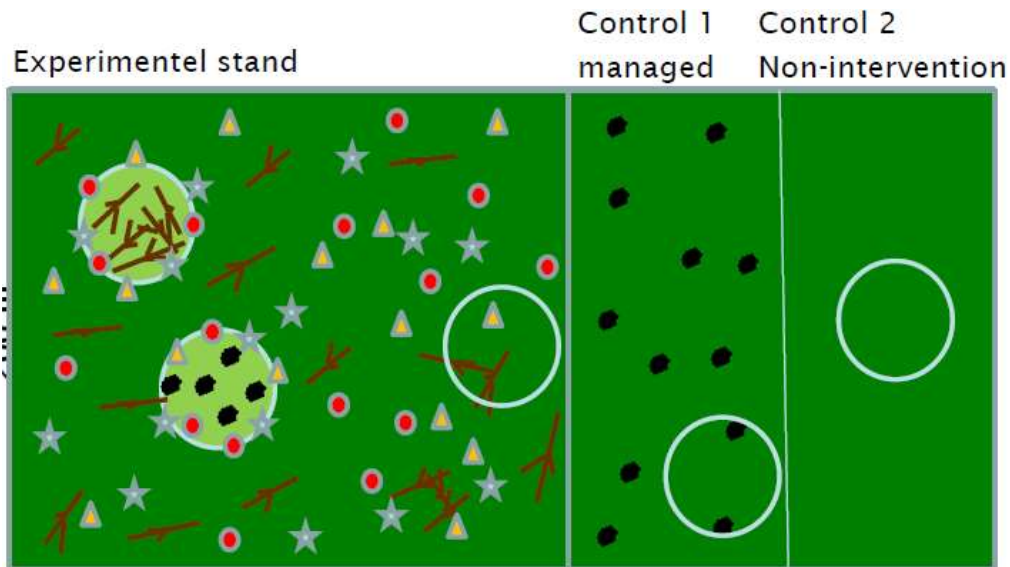 Experimentel stand
Control 1
managed
Control 2
Non-intervention